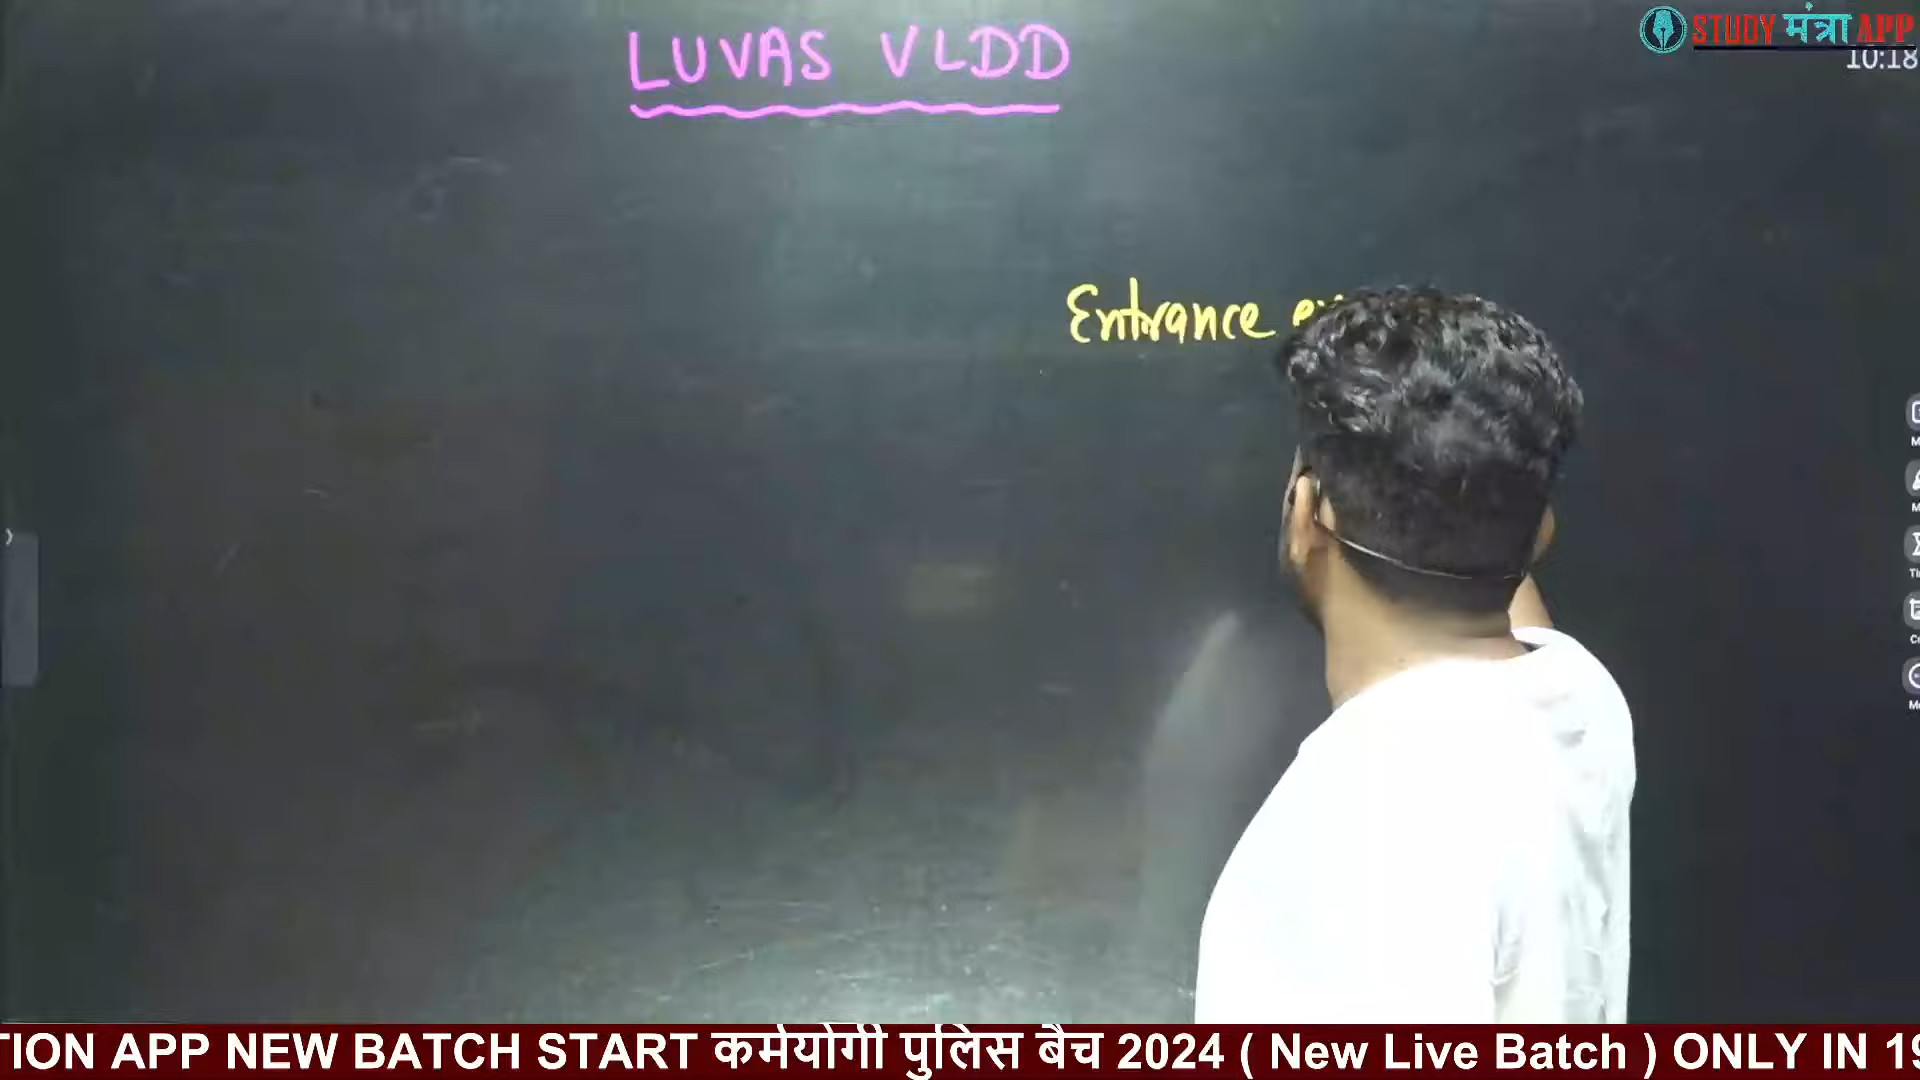 STUDY मंत्रा APP
10:18
LUVAS VLDD
Entrance
TION APP NEW BATCH START कर्मयोगी पुलिस बैच 2024 ( New Live Batch ) ONLY IN 19